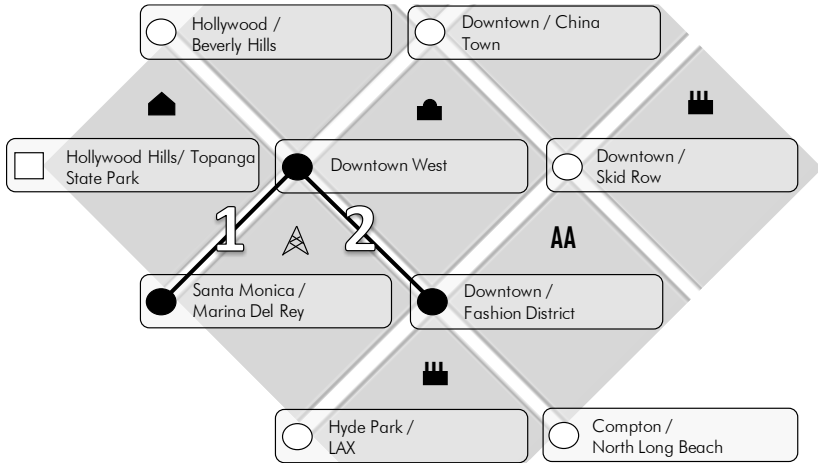 Hollywood /
Beverly Hills
Downtown / China
Town
Hollywood Hills/ Topanga
State Park
Downtown West
Downtown /
Skid Row
1
2
AA
Santa Monica /
Marina Del Rey
Downtown /
Fashion District
Hyde Park /
LAX
Compton /
North Long Beach